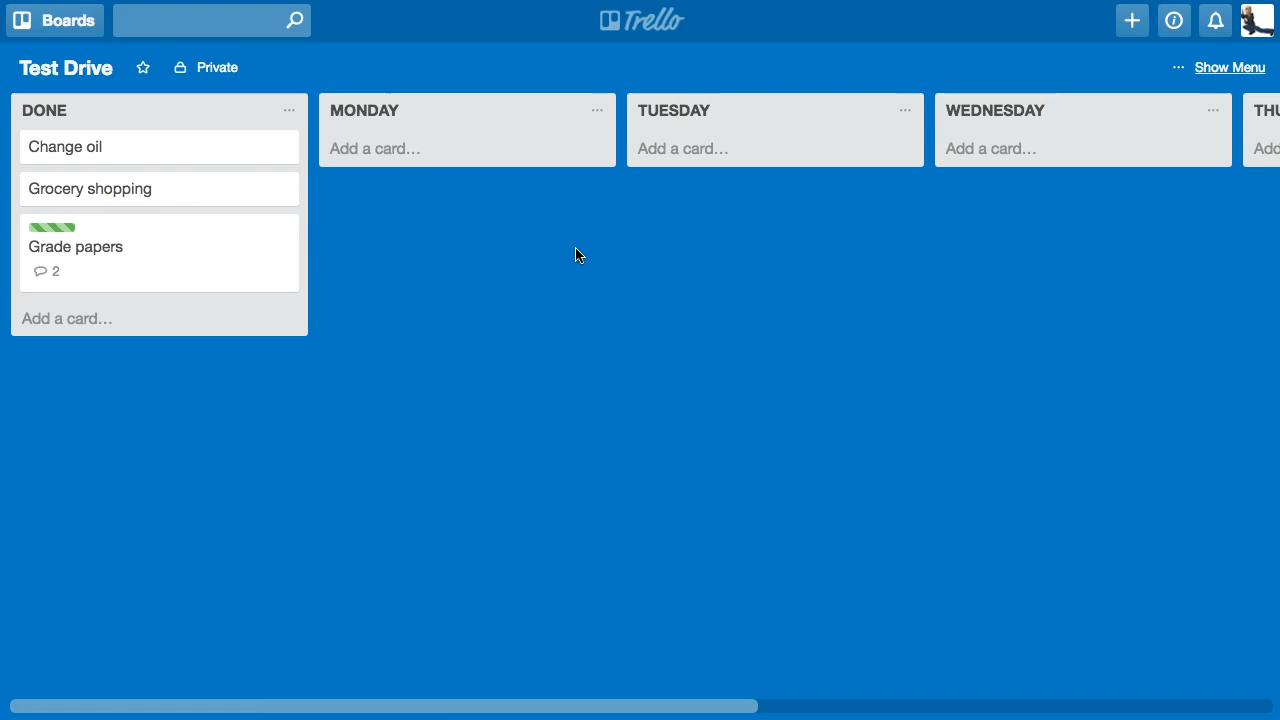 Boards
Trello
Test Drive
Private
... Show Menu
DONE ...
Change oil
Grocery shopping
Grade papers
2
Add a card...
MONDAY ...
Add a card...
TUESDAY ...
Add a card...
WEDNESDAY ...
Add a card...
THU
Add